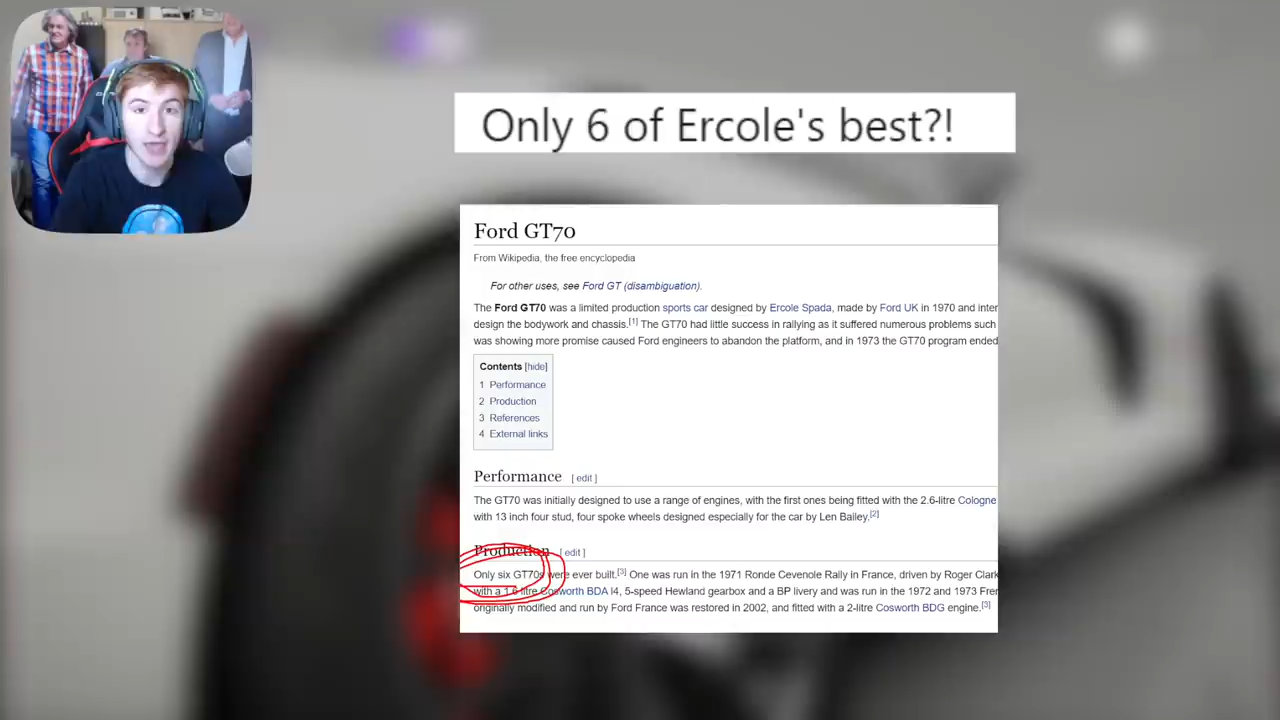 Only 6 of Ercole's best?!
Ford GT70
From Wikipedia, the free encyclopedia
For other uses, see Ford GT (disambiguation).
The Ford GT70 was a limited production sports car designed by Ercole Spada, made by Ford UK in 1970 and inter
design the bodywork and chassis.[1] The GT70 had little success in rallying as it suffered numerous problems such
was showing more promise caused Ford engineers to abandon the platform, and in 1973 the GT70 program ended
Contents [hide]
1 Performance
2 Production
3 References
4 External links
Performance [ edit ]
The GT70 was initially designed to use a range of engines, with the first ones being fitted with the 2.6-litre Cologne
with 13 inch four stud, four spoke wheels designed especially for the car by Len Bailey.[2]
Production [ edit ]
Only six GT70s were ever built.[3] One was run in the 1971 Ronde Cevenole Rally in France, driven by Roger Clark
with a 1.6 litre Cosworth BDA I4, 5-speed Hewland gearbox and a BP livery and was run in the 1972 and 1973 Fren
originally modified and run by Ford France was restored in 2002, and fitted with a 2-litre Cosworth BDG engine.[3]